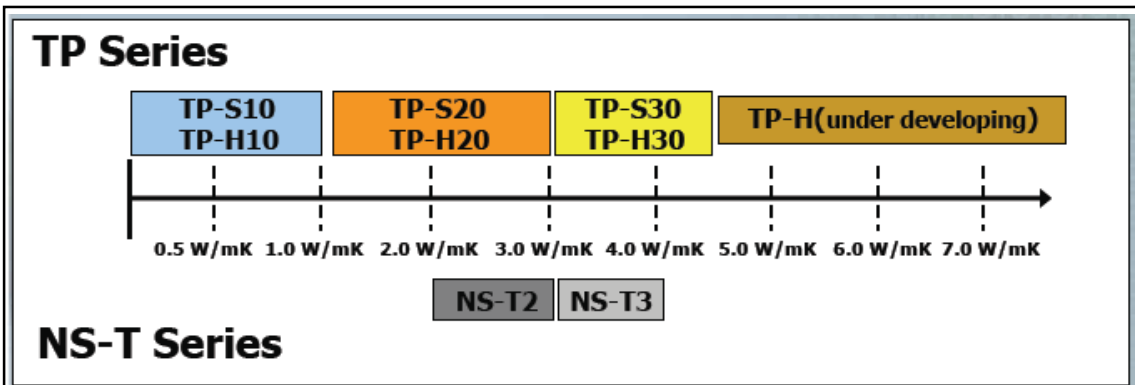 TP Series
TP-S10 TP-S20 TP-S30 TP-H(under developing)
TP-H10 TP-H20 TP-H30
0.5 W/mK 1.0 W/mK 2.0 W/mK 3.0 W/mK 4.0 W/mK 5.0 W/mK 6.0 W/mK 7.0 W/mK
NS-T2 NS-T3
NS-T Series